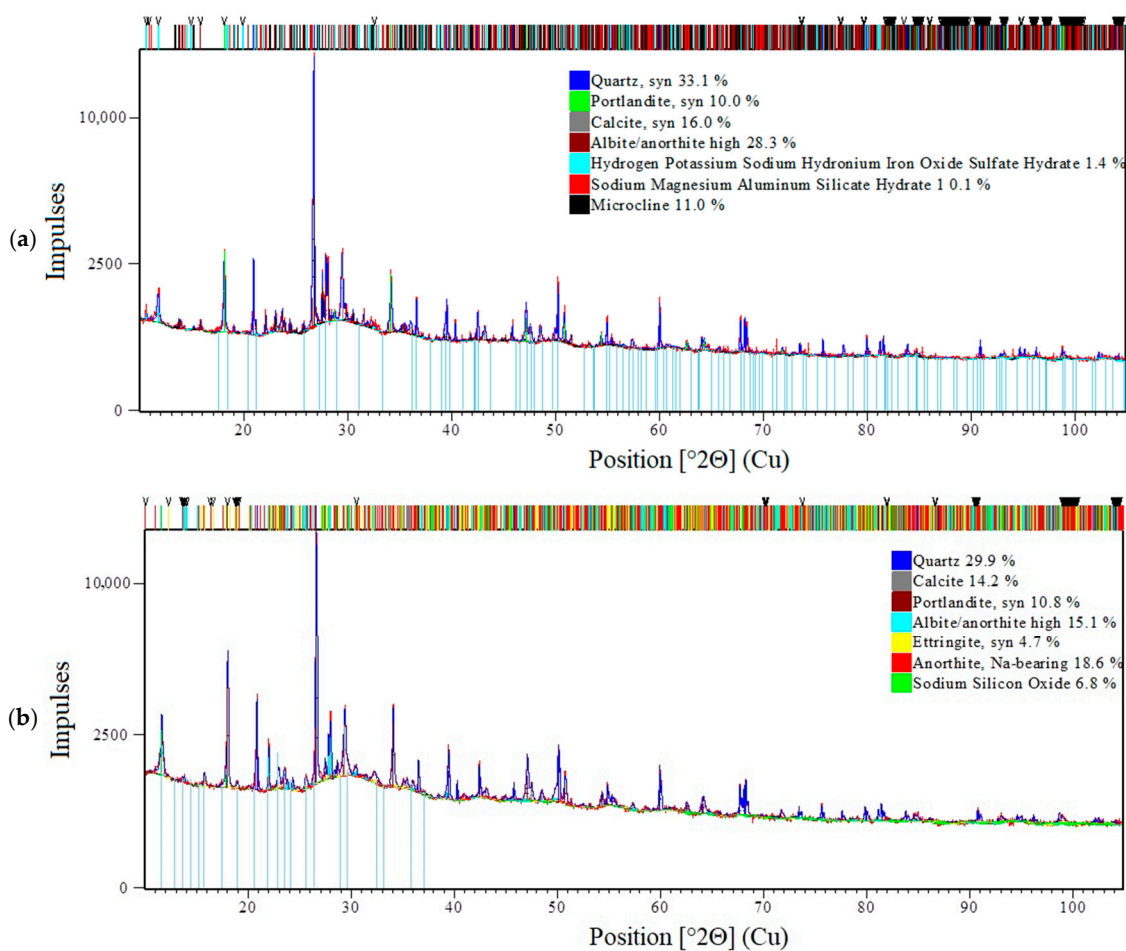 10,000
2500
0
Impulses
(a)
Quartz, syn 33.1 %
Portlandite, syn 10.0 %
Calcite, syn 16.0 %
Albite/anorthite high 28.3 %
Hydrogen Potassium Sodium Hydronium Iron Oxide Sulfate Hydrate 1.4 %
Sodium Magnesium Aluminum Silicate Hydrate 1 0.1 %
Microcline 11.0 %
20 30 40 50 60 70 80 90 100
Position [°2Θ] (Cu)
10,000
2500
0
Impulses
(b)
Quartz 29.9 %
Calcite 14.2 %
Portlandite, syn 10.8 %
Albite/anorthite high 15.1 %
Ettringite, syn 4.7 %
Anorthite, Na-bearing 18.6 %
Sodium Silicon Oxide 6.8 %
20 30 40 50 60 70 80 90 100
Position [°2Θ] (Cu)